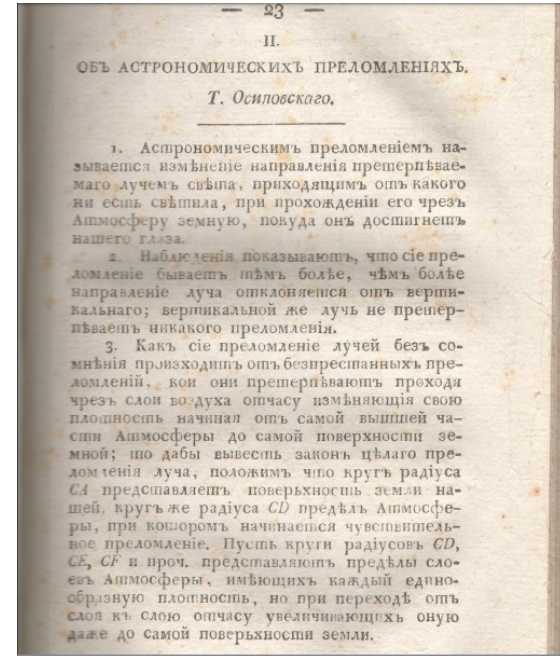 — 23 —
II.
ОБЪ АСТРОНОМИЧЕСКИХЪ ПРЕЛОМЛЕНІЯХЪ.
Т. Осиповскаго.
1. Астрономическимъ преломленіемъ на-
зывается измѣненіе направленія претерпѣвае-
маго лучемъ свѣта, приходящимъ отъ какого
ни есть свѣтила, при прохожденіи его чрезъ
Атмосферу земную, покуда онъ достигнетъ
нашего глаза.
2. Наблюденія показываютъ, что сіе пре-
ломленіе бываетъ тѣмъ болѣе, чѣмъ болѣе
направленіе луча отклоняется отъ верти-
кальнаго; вертикальной же лучь не претер-
пѣваетъ никакого преломленія.
3. Какъ сіе преломленіе лучей безъ со-
мнѣнія произходитъ отъ безпрестанныхъ пре-
ломленій, кои они претерпѣваютъ проходя
чрезъ слои воздуха отчасу измѣняющія свою
плотность начиная отъ самой вышшей ча-
сти Атмосферы до самой поверхности зе-
мной; то дабы вывесть законъ цѣлаго пре-
ломленія луча, положимъ что кругъ радіуса
CA представляетъ поверьхность земли на-
шей, кругъ же радіуса CD предѣлъ Атмосфе-
ры, при которомъ начинается чувствитель-
ное преломленіе. Пусть круги радіусовъ CD,
CE, CF и проч. представляютъ предѣлы сло-
евъ Атмосферы, имѣющихъ каждый едино-
образную плотность, но при переходѣ отъ
слоя къ слою отчасу увеличивающихъ оную
даже до самой поверьхности земли.